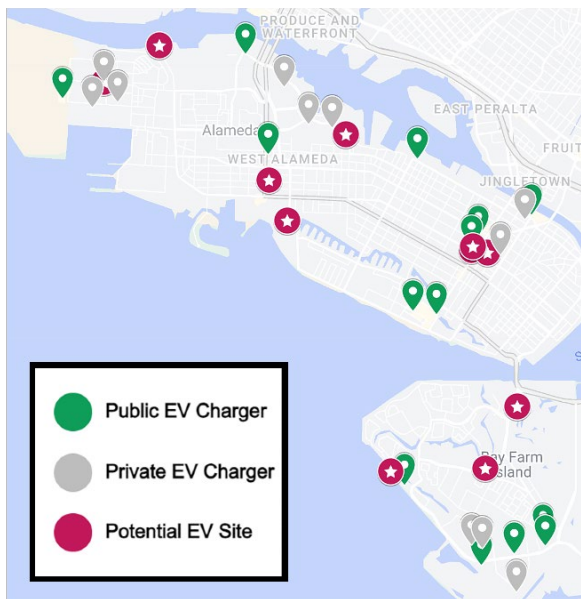 PRODUCE AND
WATERFRONT
EAST PERALTA
Alameda
FRUIT
WEST ALAMEDA
JINGLETOWN
S
Bay Farm
Island
Public EV Charger
Private EV Charger
Potential EV Site